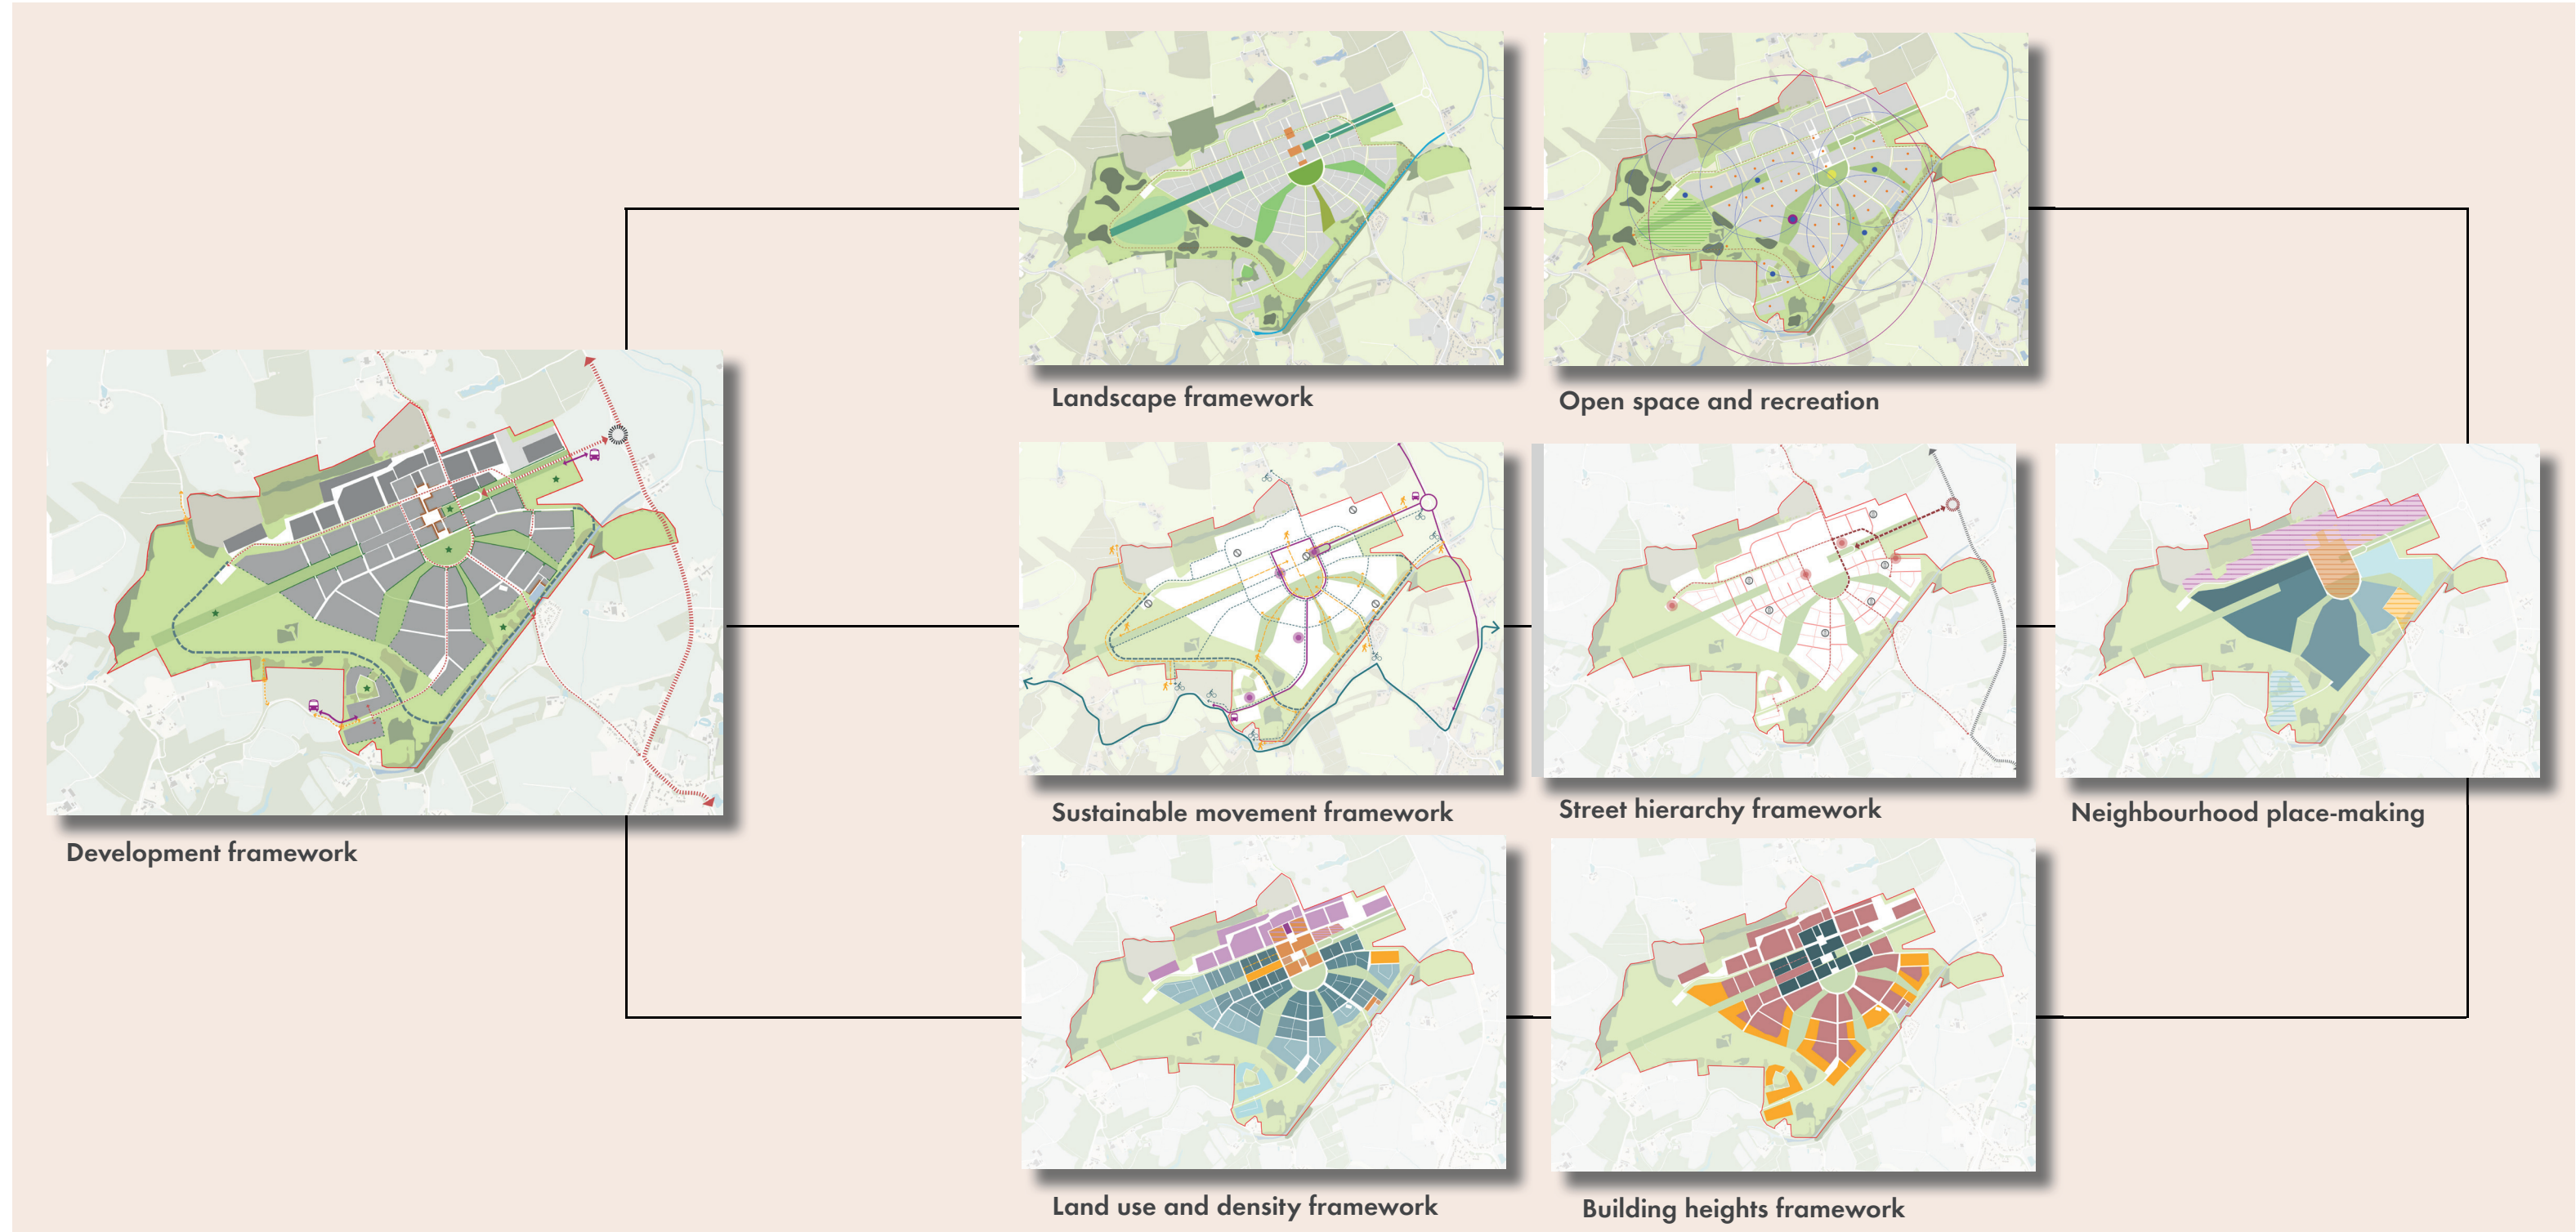 Landscape framework
Open space and recreation
Development framework
Sustainable movement framework
Street hierarchy framework
Neighbourhood place-making
Land use and density framework
Building heights framework